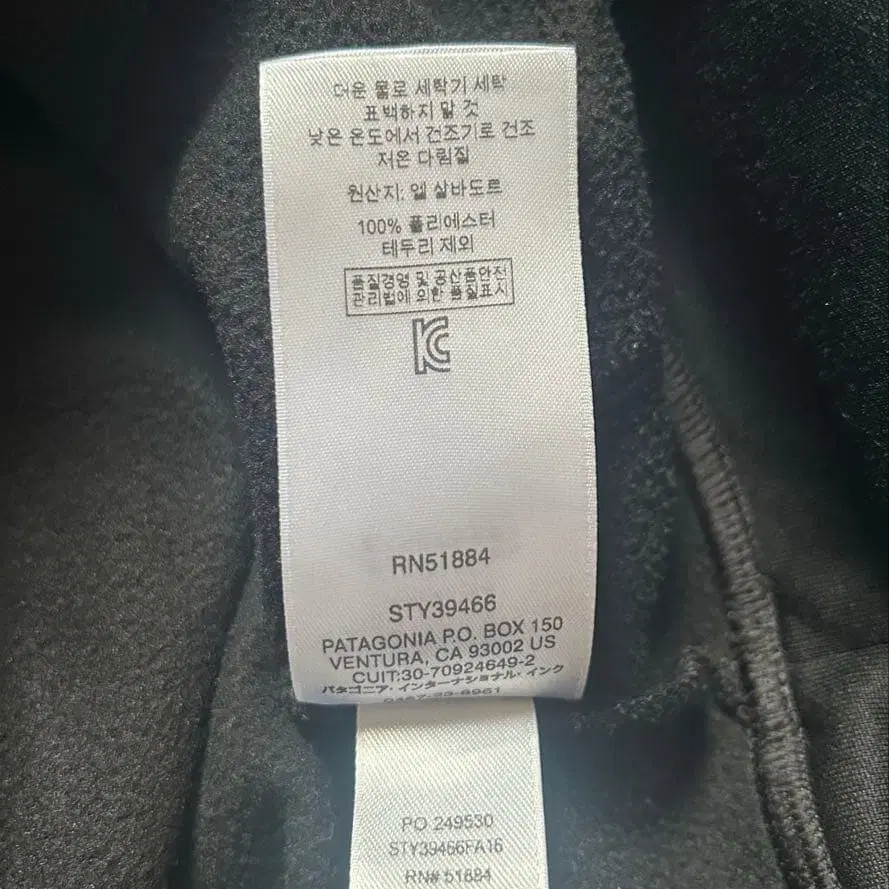 더운 물로 세탁기 세탁
표백하지 말 것
낮은 온도에서 건조기로 건조
저온 다림질
원산지: 엘 살바도르
100% 폴리에스터
테두리 제외
품질경영 및 공산품안전
관리법에 의한 품질표시
RN51884
STY39466
PATAGONIA P.O. BOX 150
VENTURA, CA 93002 US
CUIT:30-70924649-2
パタゴニア・インターナショナル・インク
PO 249530
STY39466FA16
RN# 51884